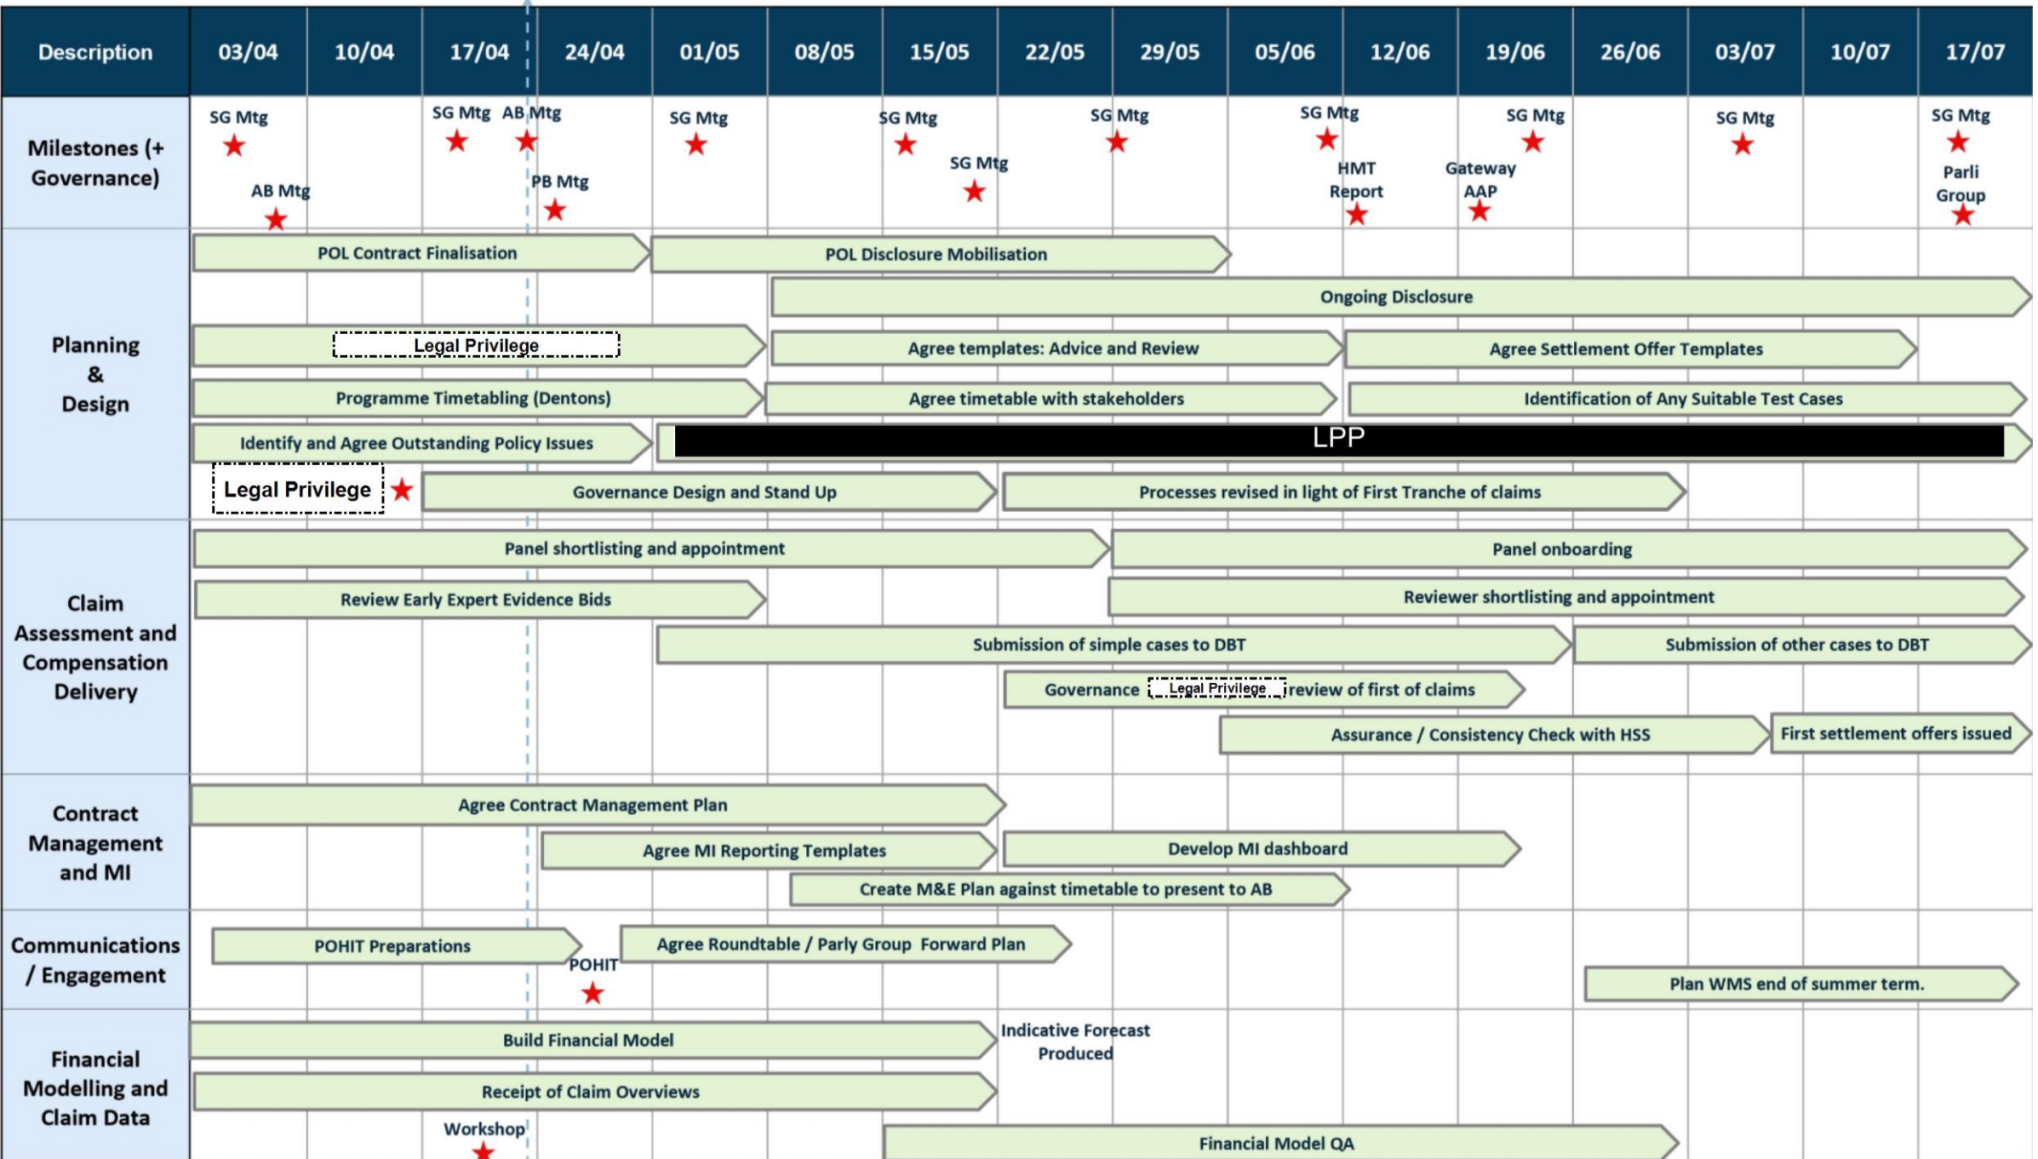 Description 03/04 10/04 17/04 24/04 01/05 08/05 15/05 22/05 29/05 05/06 12/06 19/06 26/06 03/07 10/07 17/07
Milestones (+
Governance)
SG Mtg SG Mtg AB Mtg SG Mtg SG Mtg SG Mtg SG Mtg SG Mtg SG Mtg SG Mtg
AB Mtg PB Mtg SG Mtg
HMT
Report
Gateway
AAP
Parli
Group
Planning
&
Design
POL Contract Finalisation
POL Disclosure Mobilisation
Ongoing Disclosure
Legal Privilege
Agree templates: Advice and Review
Agree Settlement Offer Templates
Programme Timetabling (Dentons)
Agree timetable with stakeholders
Identification of Any Suitable Test Cases
Identify and Agree Outstanding Policy Issues
LPP
Legal Privilege
Governance Design and Stand Up
Processes revised in light of First Tranche of claims
Claim
Assessment and
Compensation
Delivery
Panel shortlisting and appointment
Panel onboarding
Review Early Expert Evidence Bids
Reviewer shortlisting and appointment
Submission of simple cases to DBT
Submission of other cases to DBT
Governance Legal Privilege review of first of claims
Assurance / Consistency Check with HSS
First settlement offers issued
Contract
Management
and MI
Agree Contract Management Plan
Agree MI Reporting Templates
Develop MI dashboard
Create M&E Plan against timetable to present to AB
Communications
/ Engagement
POHIT Preparations
POHIT
Agree Roundtable / Parly Group Forward Plan
Plan WMS end of summer term.
Financial
Modelling and
Claim Data
Build Financial Model
Indicative Forecast
Produced
Receipt of Claim Overviews
Workshop
Financial Model QA